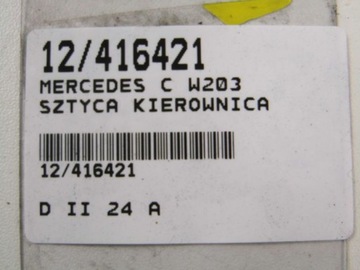 12/416421
MERCEDES C W203
SZTYCA KIEROWNICA
12/416421
D II 24 A